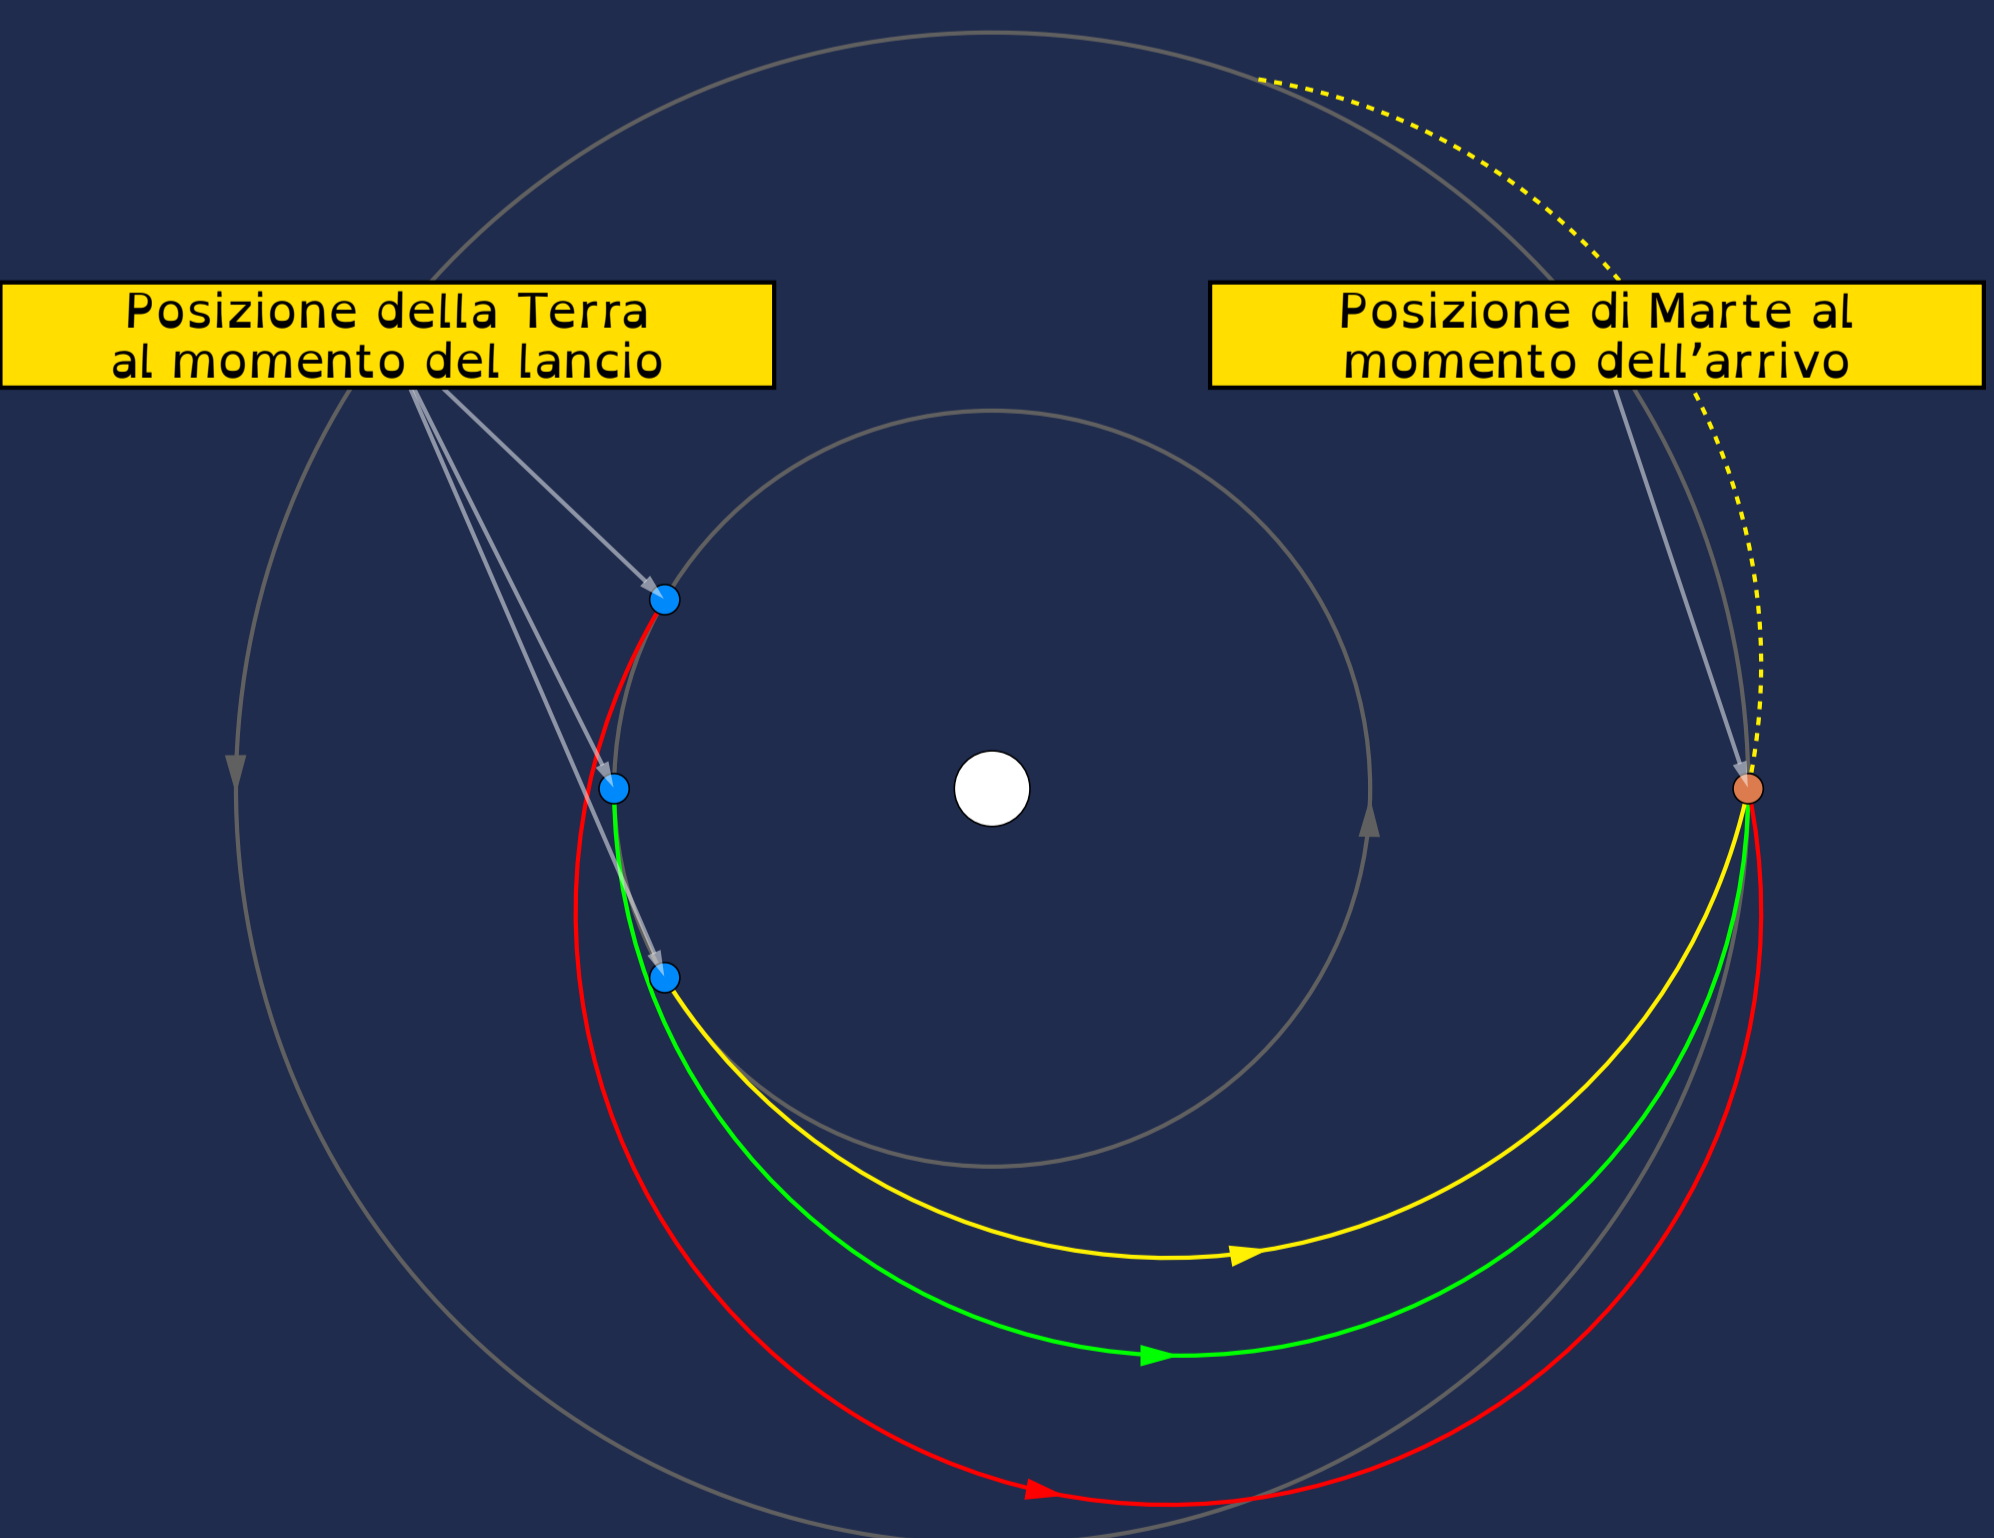 Posizione della Terra
al momento del lancio
Posizione di Marte al
momento dell’arrivo